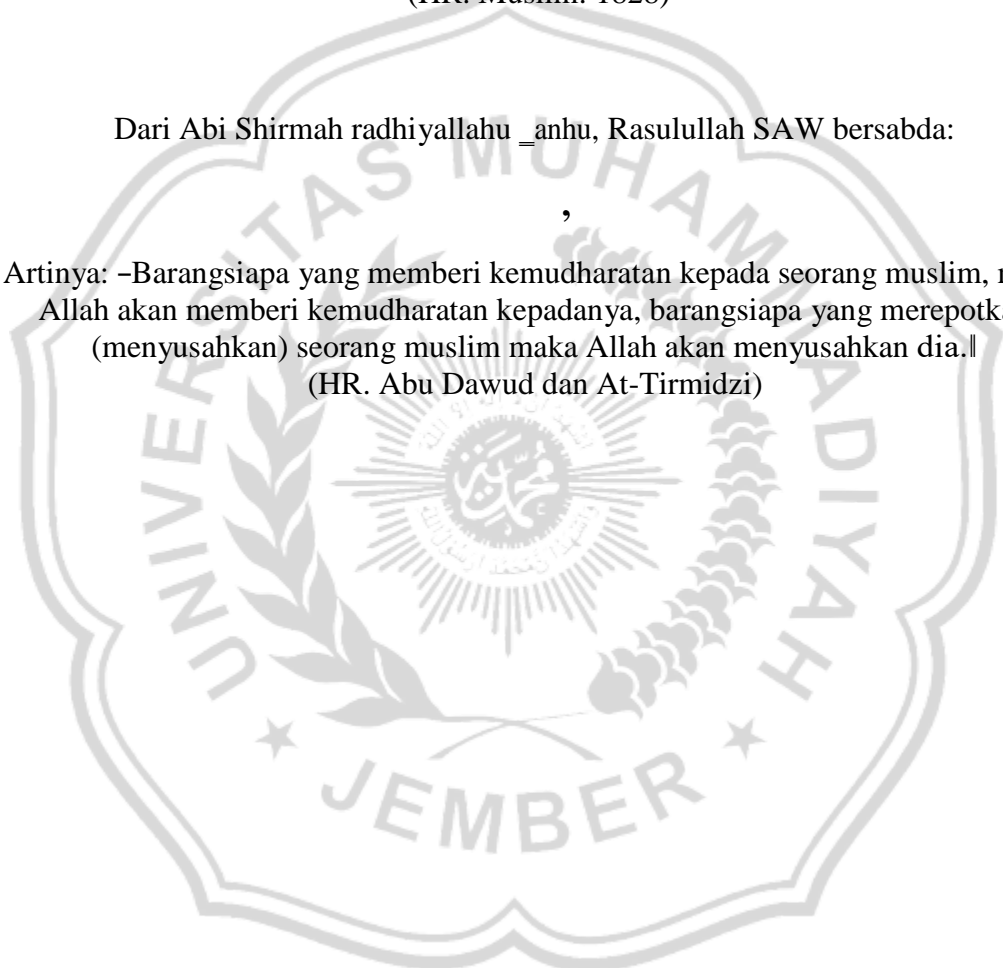 (HR. Muslim: 1828)
Dari Abi Shirmah radhiyallahu ‗anhu, Rasulullah SAW bersabda:
,
Artinya: ―Barangsiapa yang memberi kemudharatan kepada seorang muslim,
Allah akan memberi kemudharatan kepadanya, barangsiapa yang
(menyusahkan) seorang muslim maka Allah akan menyusahkan dia.‖
(HR. Abu Dawud dan At-Tirmidzi)
UNIVERSITAS MUHAMMADIYAH
JEMBER